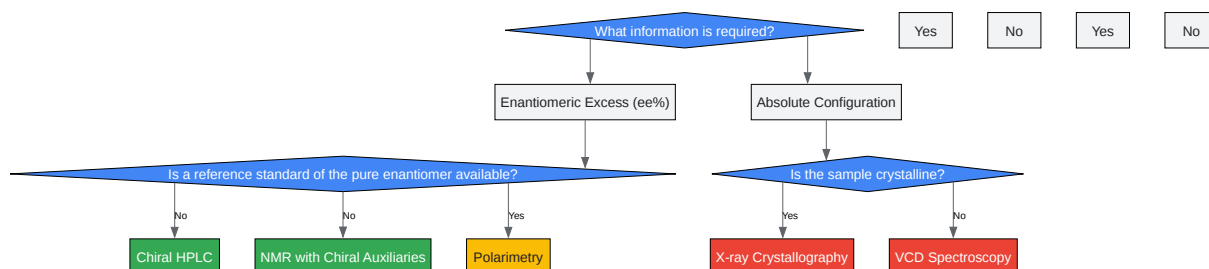 What information is required?
Yes
No
Yes
No
Enantiomeric Excess (ee%)
Absolute Configuration
Is a reference standard of the pure enantiomer available?
Is the sample crystalline?
No
No
Yes
Yes
No
Chiral HPLC
NMR with Chiral Auxiliaries
Polarimetry
X-ray Crystallography
VCD Spectroscopy